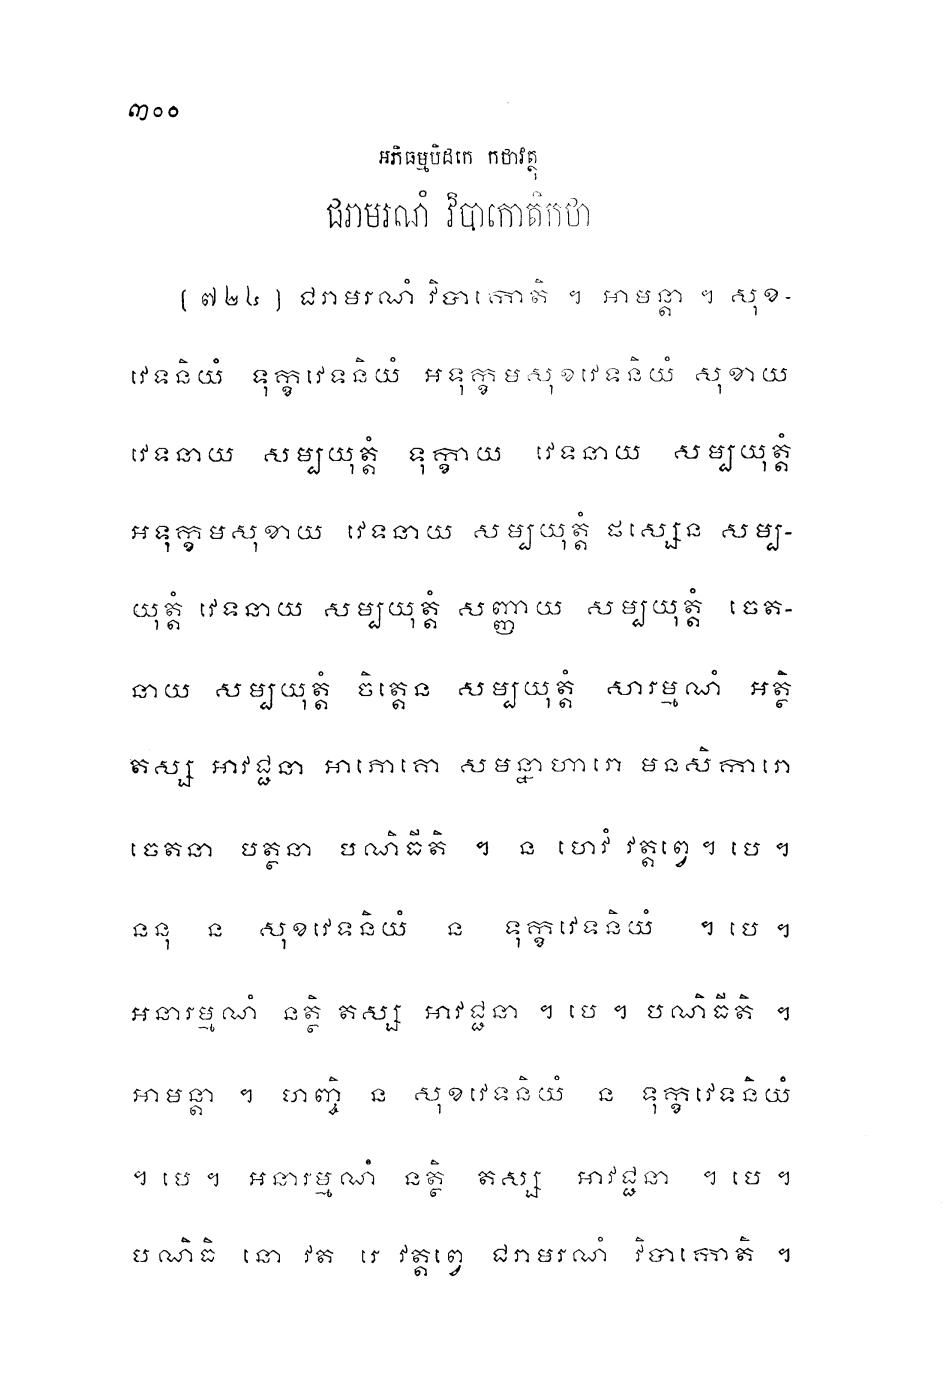 ៣០០
អភិធម្មបិដកេ កថាវត្ថុ
ជរាមរណំ វិបាកោតិកថា
[៧២៤] ជរាមរណំ វិបាកោតិ ។ អាមន្តា ។ សុខ-
វេទនិយំ ទុក្ខវេទនិយំ អទុក្ខមសុខវេទនិយំ សុខាយ
វេទនាយ សម្បយុត្តំ ទុក្ខាយ វេទនាយ សម្បយុត្តំ
អទុក្ខមសុខាយ វេទនាយ សម្បយុត្តំ ផស្សេន សម្ប-
យុត្តំ វេទនាយ សម្បយុត្តំ សញ្ញាយ សម្បយុត្តំ ចេត-
នាយ សម្បយុត្តំ ចិត្តេន សម្បយុត្តំ សារម្មណំ អត្ថិ
តស្ស អាវជ្ជនា អាភោគោ សមន្នាហារោ មនសិការោ
ចេតនា បត្ថនា បណិធីតិ ។ ន ហេវំ វត្តព្វេ ។ បេ ។
ននុ ន សុខវេទនិយំ ន ទុក្ខវេទនិយំ ។ បេ ។
អនារម្មណំ នត្ថិ តស្ស អាវជ្ជនា ។ បេ ។ បណិធីតិ ។
អាមន្តា ។ ហញ្ចិ ន សុខវេទនិយំ ន ទុក្ខវេទនិយំ
។ បេ ។ អនារម្មណំ នត្ថិ តស្ស អាវជ្ជនា ។ បេ ។
បណិធិ នោ វត រេ វត្តព្វេ ជរាមរណំ វិបាកោតិ ។